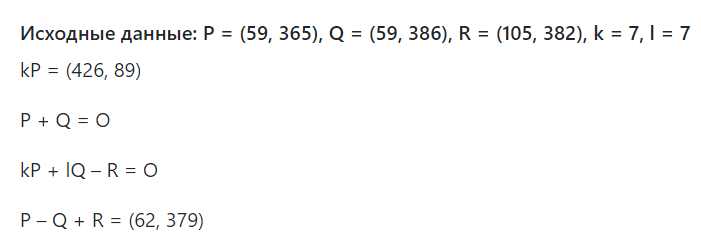 Исходные данные: P = (59, 365), Q = (59, 386), R = (105, 382), k = 7, l = 7
kP = (426, 89)
P + Q = O
kP + lQ – R = O
P – Q + R = (62, 379)